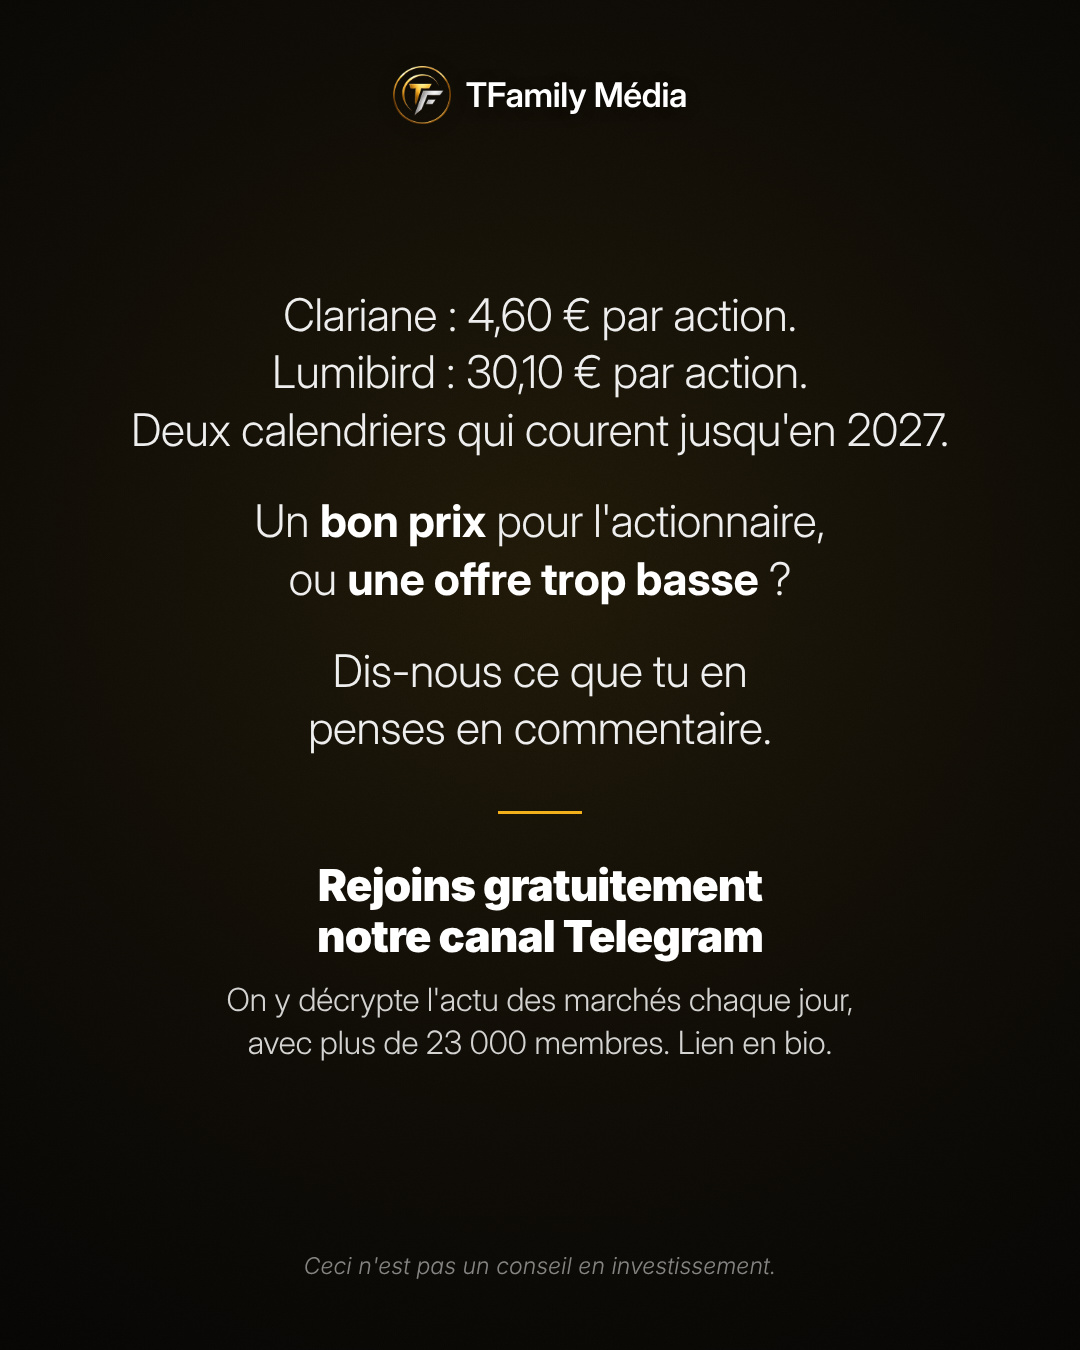 TF TFamily Média
Clariane : 4,60 € par action.
Lumibird : 30,10 € par action.
Deux calendriers qui courent jusqu'en 2027.
Un bon prix pour l'actionnaire,
ou une offre trop basse ?
Dis-nous ce que tu en
penses en commentaire.
Rejoins gratuitement
notre canal Telegram
On y décrypte l'actu des marchés chaque jour,
avec plus de 23 000 membres. Lien en bio.
Ceci n'est pas un conseil en investissement.